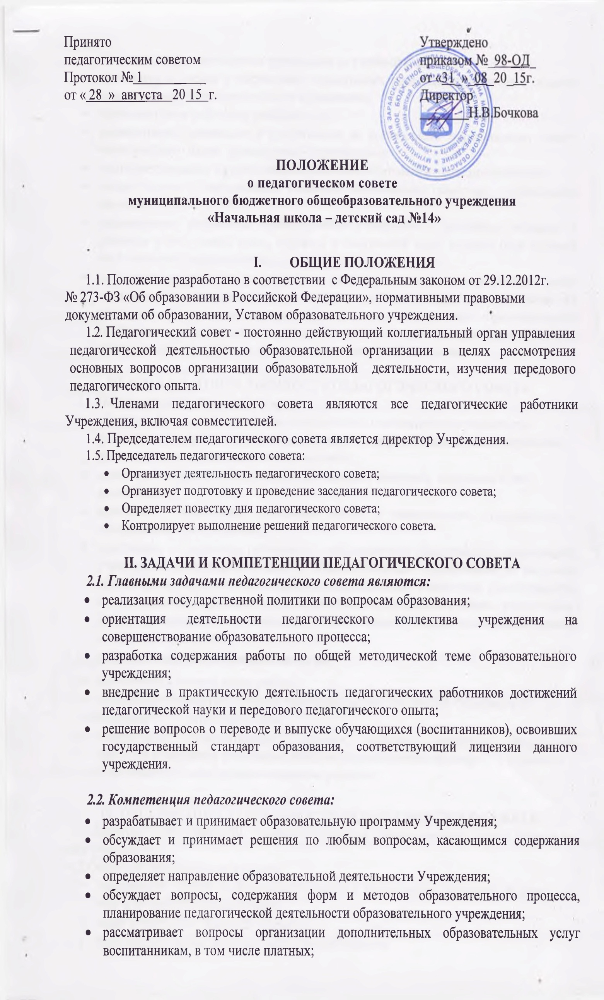 Принято
педагогическим советом
Протокол № 1
от « 28 » августа 20 15 г.
Утверждено
приказом № 98-ОД
от «31 » 08 20 15г.
Директор
Н.В.Бочкова
АДМИНИСТРАЦИЯ ЗАРАЙСКОГО МУНИЦИПАЛЬНОГО РАЙОНА МОСКОВСКОЙ ОБЛАСТИ
МУНИЦИПАЛЬНОЕ БЮДЖЕТНОЕ ОБЩЕОБРАЗОВАТЕЛЬНОЕ УЧРЕЖДЕНИЕ
ПОЛОЖЕНИЕ
о педагогическом совете
муниципального бюджетного общеобразовательного учреждения
«Начальная школа – детский сад №14»
I. ОБЩИЕ ПОЛОЖЕНИЯ
1.1. Положение разработано в соответствии с Федеральным законом от 29.12.2012г.
№ 273-ФЗ «Об образовании в Российской Федерации», нормативными правовыми
документами об образовании, Уставом образовательного учреждения.
1.2. Педагогический совет - постоянно действующий коллегиальный орган управления
педагогической деятельностью образовательной организации в целях рассмотрения
основных вопросов организации образовательной деятельности, изучения передового
педагогического опыта.
1.3. Членами педагогического совета являются все педагогические работники
Учреждения, включая совместителей.
1.4. Председателем педагогического совета является директор Учреждения.
1.5. Председатель педагогического совета:
• Организует деятельность педагогического совета;
• Организует подготовку и проведение заседания педагогического совета;
• Определяет повестку дня педагогического совета;
• Контролирует выполнение решений педагогического совета.
II. ЗАДАЧИ И КОМПЕТЕНЦИИ ПЕДАГОГИЧЕСКОГО СОВЕТА
2.1. Главными задачами педагогического совета являются:
• реализация государственной политики по вопросам образования;
• ориентация деятельности педагогического коллектива учреждения на
совершенствование образовательного процесса;
• разработка содержания работы по общей методической теме образовательного
учреждения;
• внедрение в практическую деятельность педагогических работников достижений
педагогической науки и передового педагогического опыта;
• решение вопросов о переводе и выпуске обучающихся (воспитанников), освоивших
государственный стандарт образования, соответствующий лицензии данного
учреждения.
2.2. Компетенция педагогического совета:
• разрабатывает и принимает образовательную программу Учреждения;
• обсуждает и принимает решения по любым вопросам, касающимся содержания
образования;
• определяет направление образовательной деятельности Учреждения;
• обсуждает вопросы, содержания форм и методов образовательного процесса,
планирование педагогической деятельности образовательного учреждения;
• рассматривает вопросы организации дополнительных образовательных услуг
воспитанникам, в том числе платных;